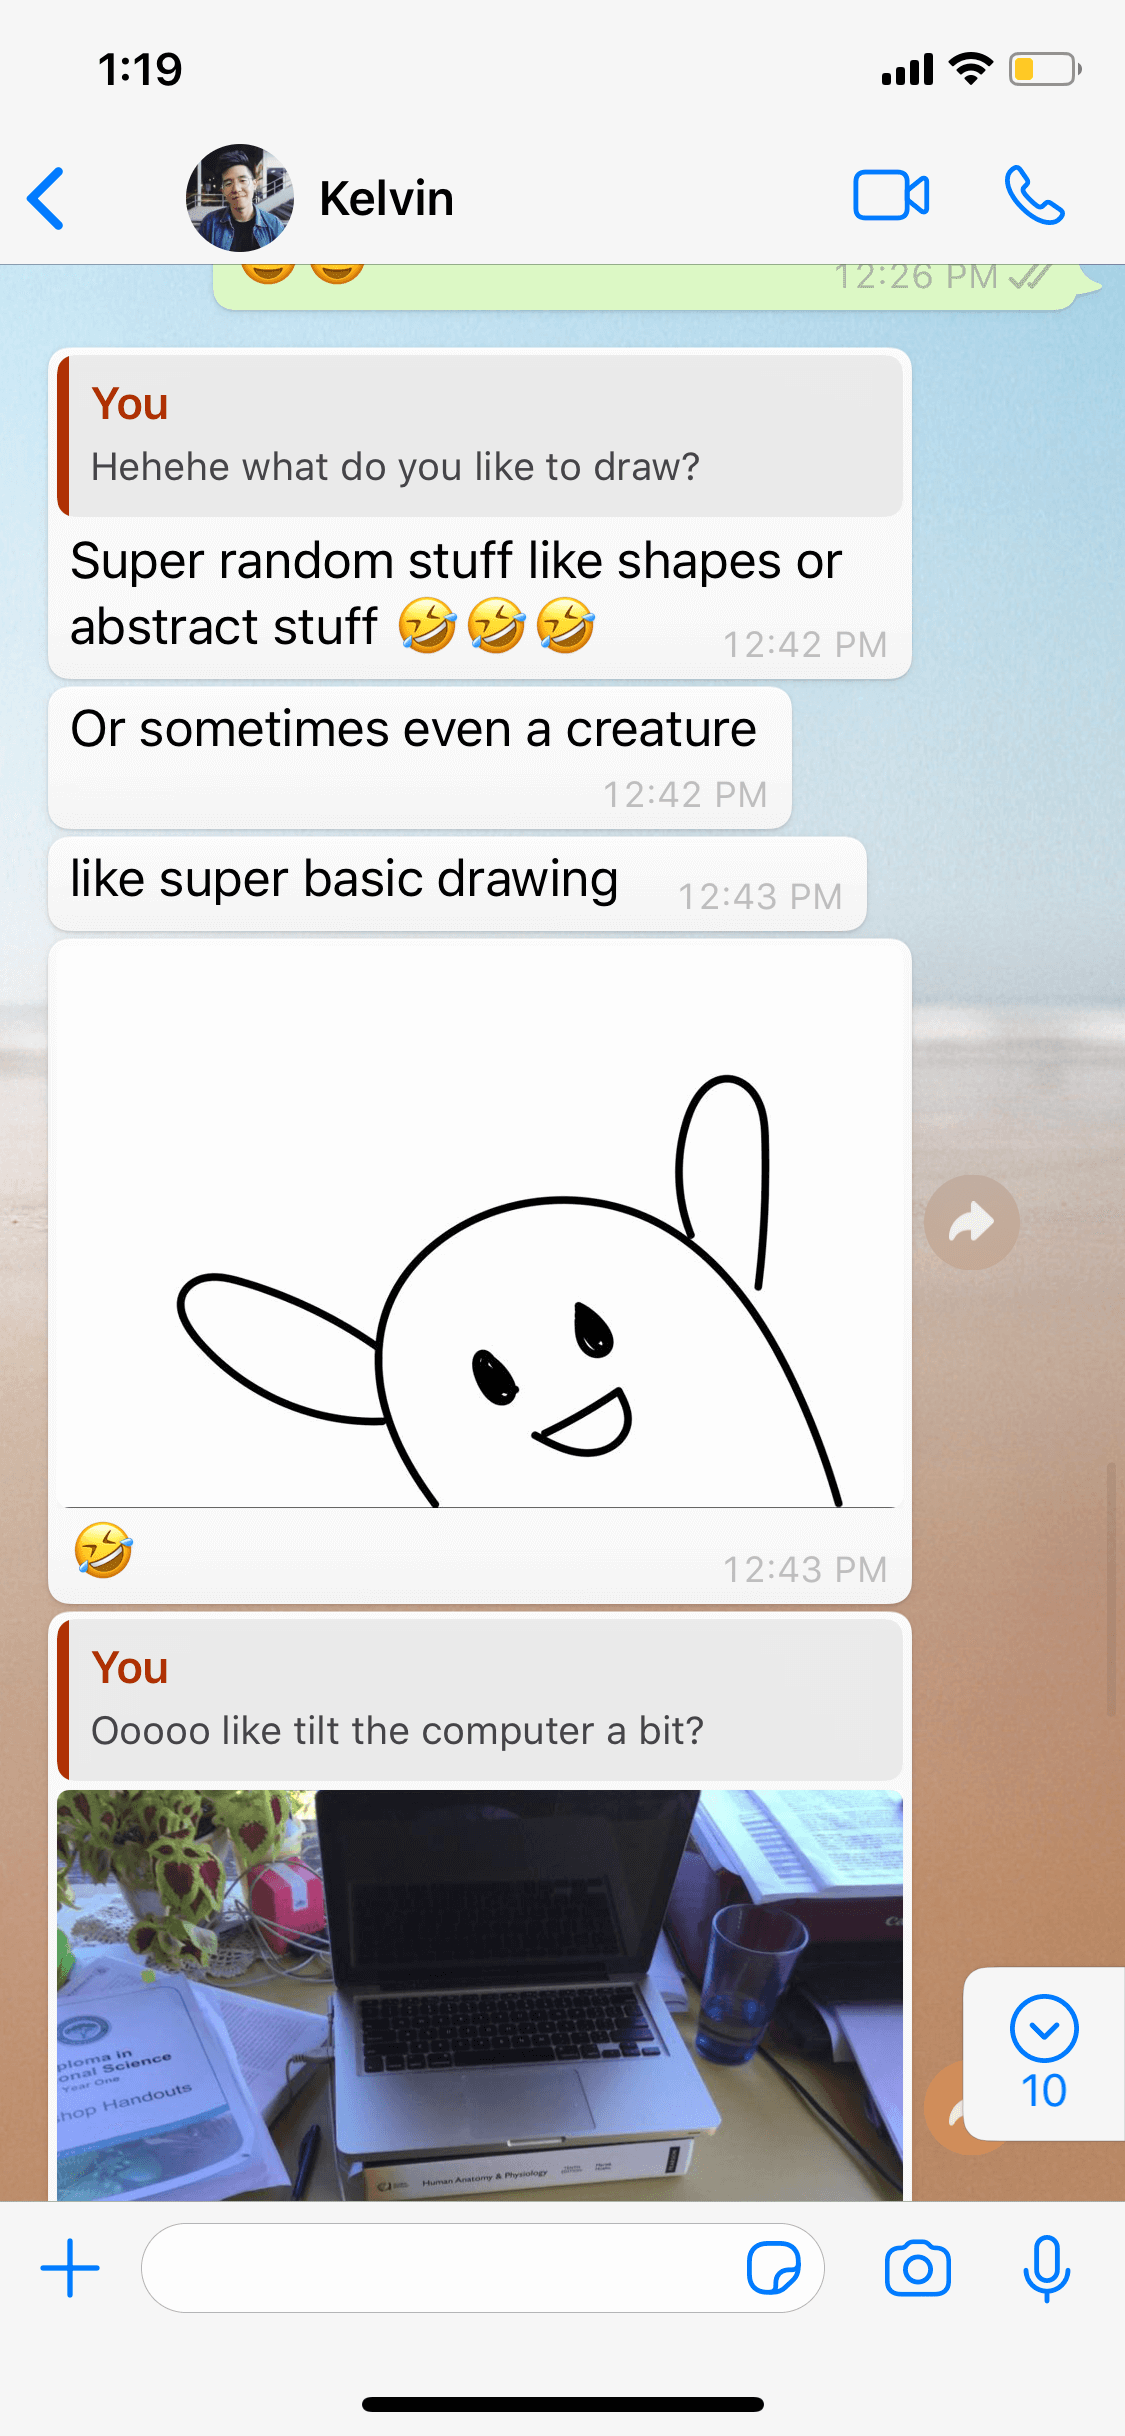 1:19
Kelvin
12:26 PM
You
Hehehe what do you like to draw?
Super random stuff like shapes or
abstract stuff 🤣🤣🤣
12:42 PM
Or sometimes even a creature
12:42 PM
like super basic drawing
12:43 PM
🤣
12:43 PM
You
Ooooo like tilt the computer a bit?
ploma in
onal Science
Year One
hop Handouts
Human Anatomy & Physiology
10